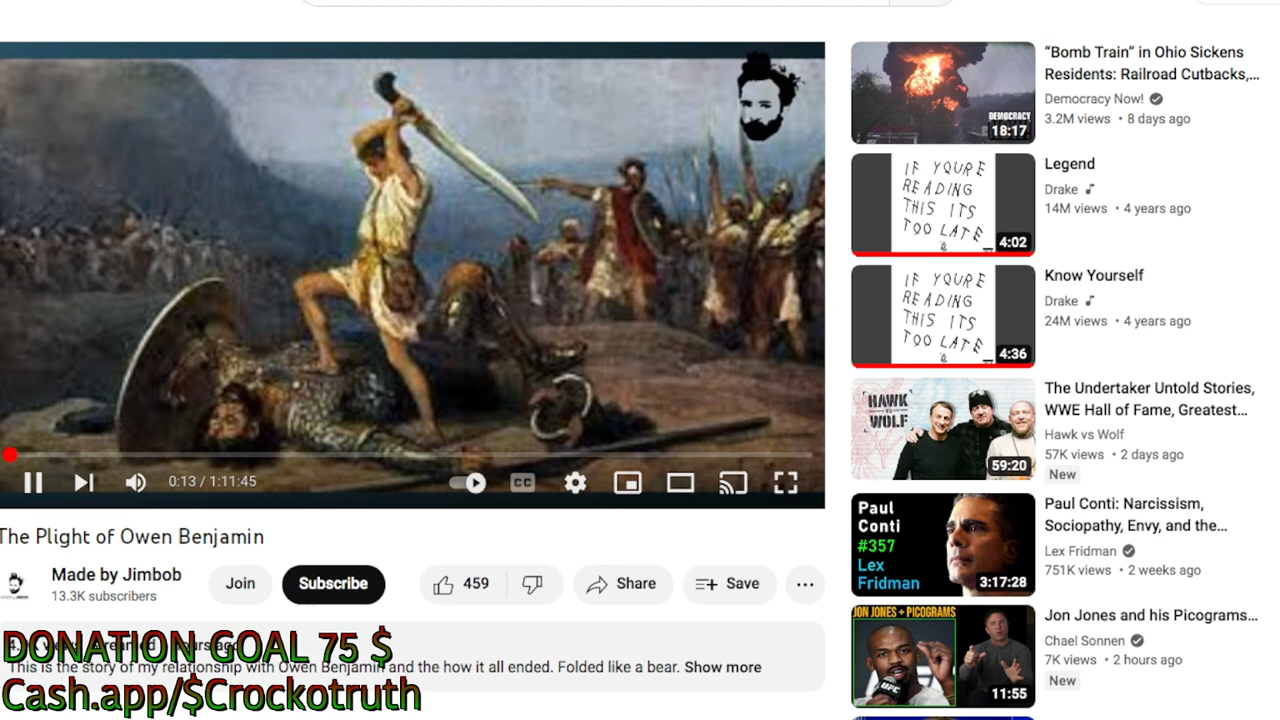 0:13 / 1:11:45
CC
The Plight of Owen Benjamin
Made by Jimbob
13.3K subscribers
Join
Subscribe
459
Share
Save
DONATION GOAL 75 $
This is the story of my relationship with Owen Benjamin and the how it all ended. Folded like a bear. Show more
Cash.app/$Crockotruth
“Bomb Train” in Ohio Sickens
Residents: Railroad Cutbacks,...
Democracy Now!
3.2M views • 8 days ago
DEMOCRACY
18:17
IF YOURE
READING
THIS ITS
TOO LATE
4:02
Legend
Drake
14M views • 4 years ago
IF YOURE
READING
THIS ITS
TOO LATE
4:36
Know Yourself
Drake
24M views • 4 years ago
HAWK
vs
WOLF
59:20
The Undertaker Untold Stories,
WWE Hall of Fame, Greatest...
Hawk vs Wolf
57K views • 2 days ago
New
Paul
Conti
#357
Lex
Fridman
3:17:28
Paul Conti: Narcissism,
Sociopathy, Envy, and the...
Lex Fridman
751K views • 2 weeks ago
JON JONES + PICOGRAMS
UFC
11:55
Jon Jones and his Picograms...
Chael Sonnen
7K views • 2 hours ago
New